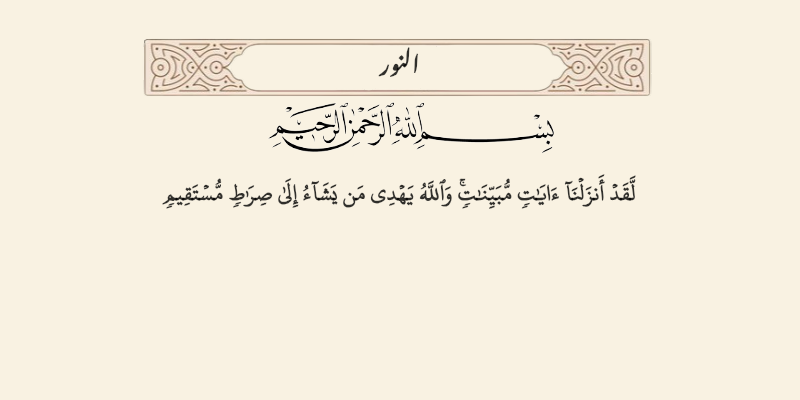 النور
بِسْمِ ٱللَّهِ ٱلرَّحْمَٰنِ ٱلرَّحِيمِ
لَّقَدْ أَنزَلْنَآ ءَايَٰتٍ مُّبَيِّنَٰتٍ ۚ وَٱللَّهُ يَهْدِى مَن يَشَآءُ إِلَىٰ صِرَٰطٍ مُّسْتَقِيمٍ